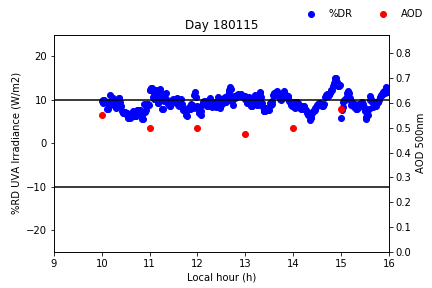 %DR AOD
Day 180115
%RD UVA Irradiance (W/m2)
20
10
0
−10
−20
0.8
0.7
0.6
0.5
0.4
0.3
0.2
0.1
0.0
AOD 500nm
9 10 11 12 13 14 15 16
Local hour (h)